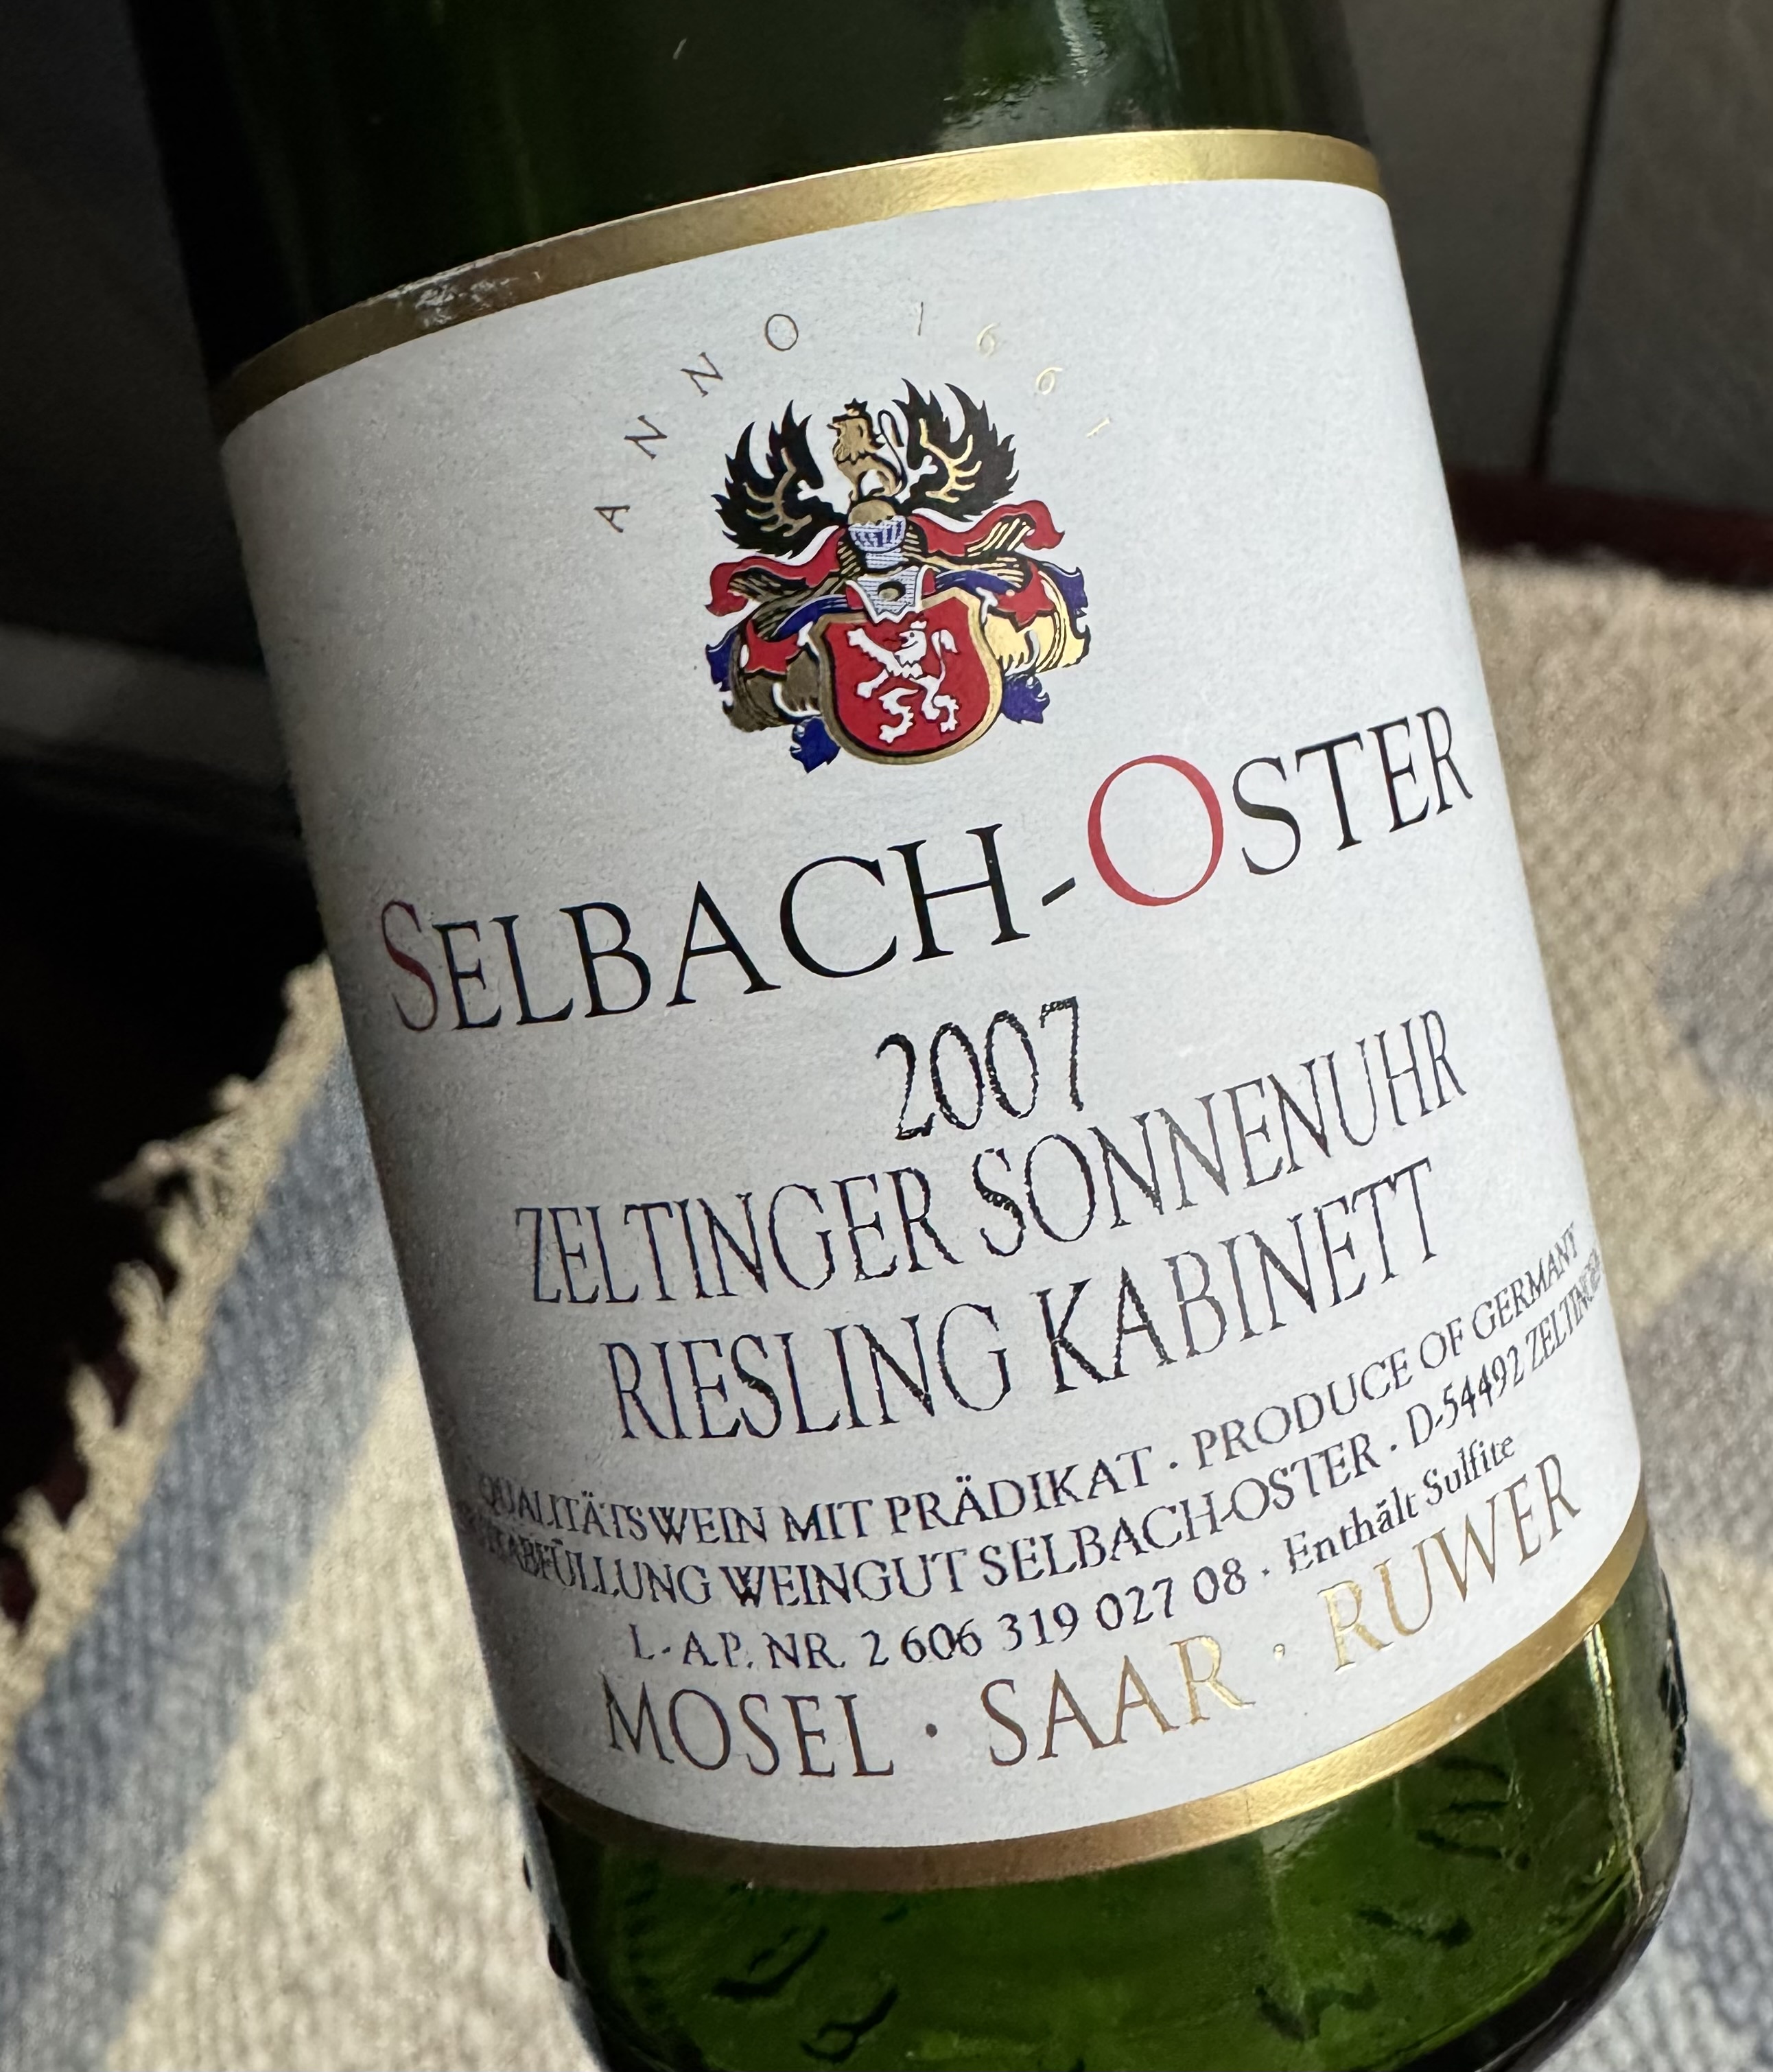 ANNO 1661
SELBACH-OSTER
2007
ZELTINGER SONNENUHR
RIESLING KABINETT
QUALITÄTSWEIN MIT PRÄDIKAT · PRODUCE OF GERMANY
WEINGUT SELBACH-OSTER · D-54492 ZELTINGEN
L - A.P. NR. 2 606 319 027 08 · Enthält Sulfite
MOSEL · SAAR · RUWER